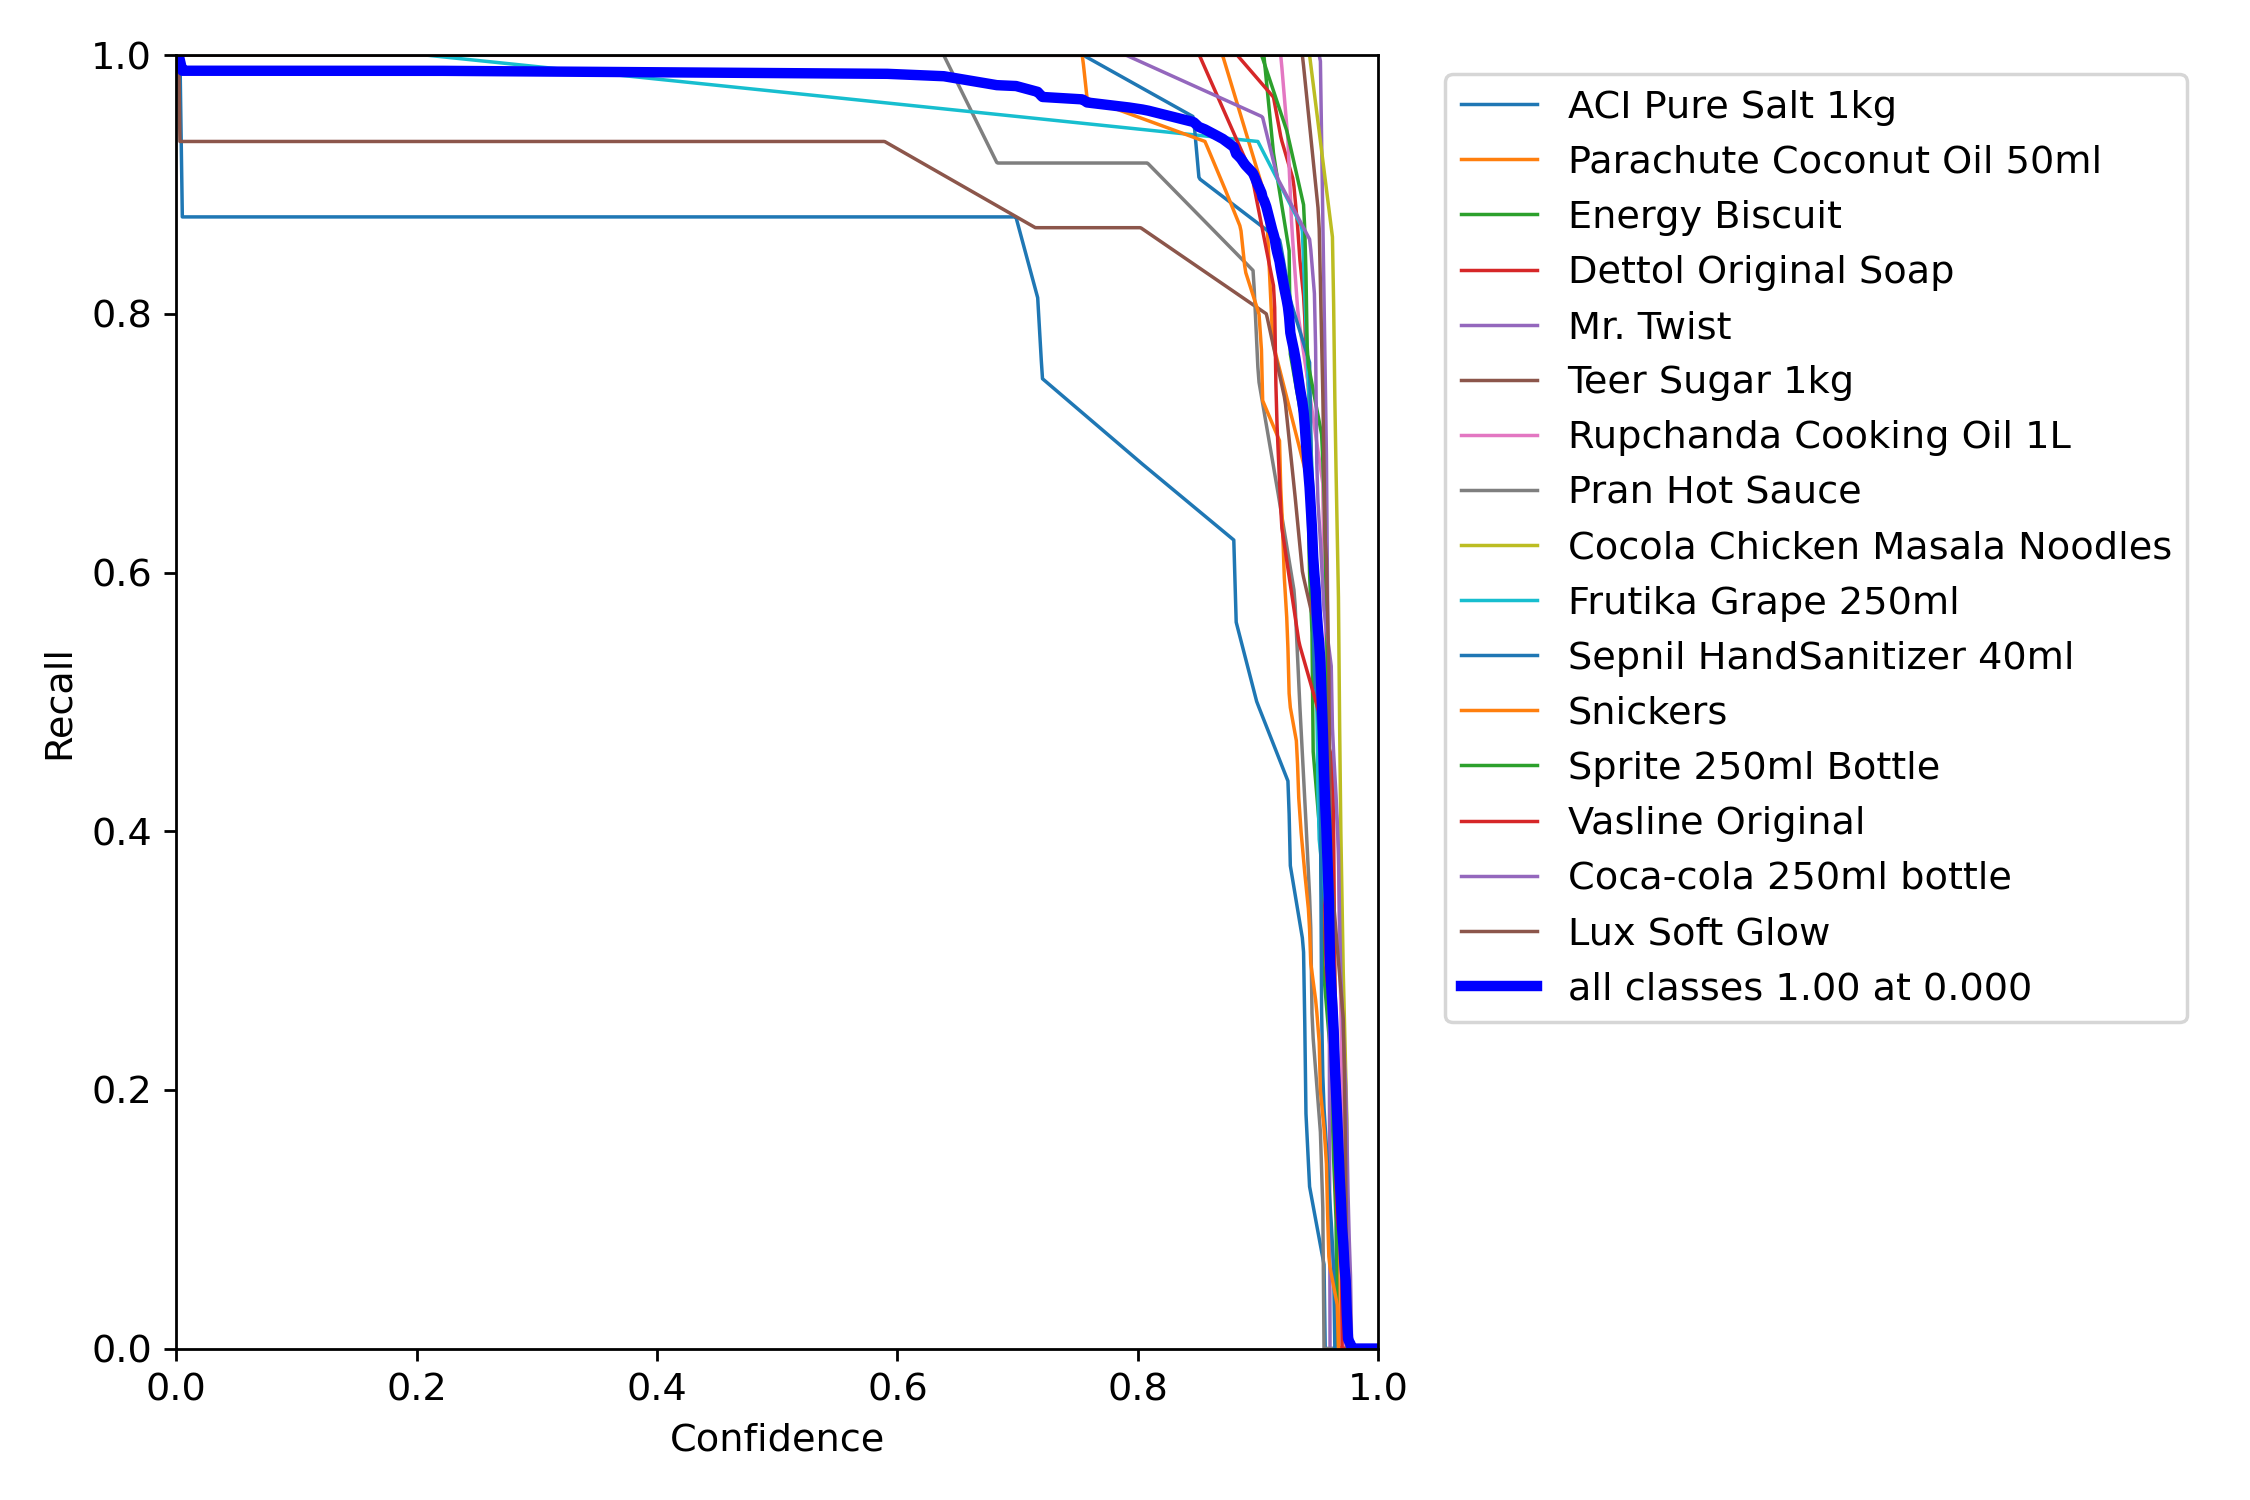 1.0
0.8
0.6
0.4
0.2
0.0
Recall
0.0 0.2 0.4 0.6 0.8 1.0
Confidence
ACI Pure Salt 1kg
Parachute Coconut Oil 50ml
Energy Biscuit
Dettol Original Soap
Mr. Twist
Teer Sugar 1kg
Rupchanda Cooking Oil 1L
Pran Hot Sauce
Cocola Chicken Masala Noodles
Frutika Grape 250ml
Sepnil HandSanitizer 40ml
Snickers
Sprite 250ml Bottle
Vasline Original
Coca-cola 250ml bottle
Lux Soft Glow
all classes 1.00 at 0.000